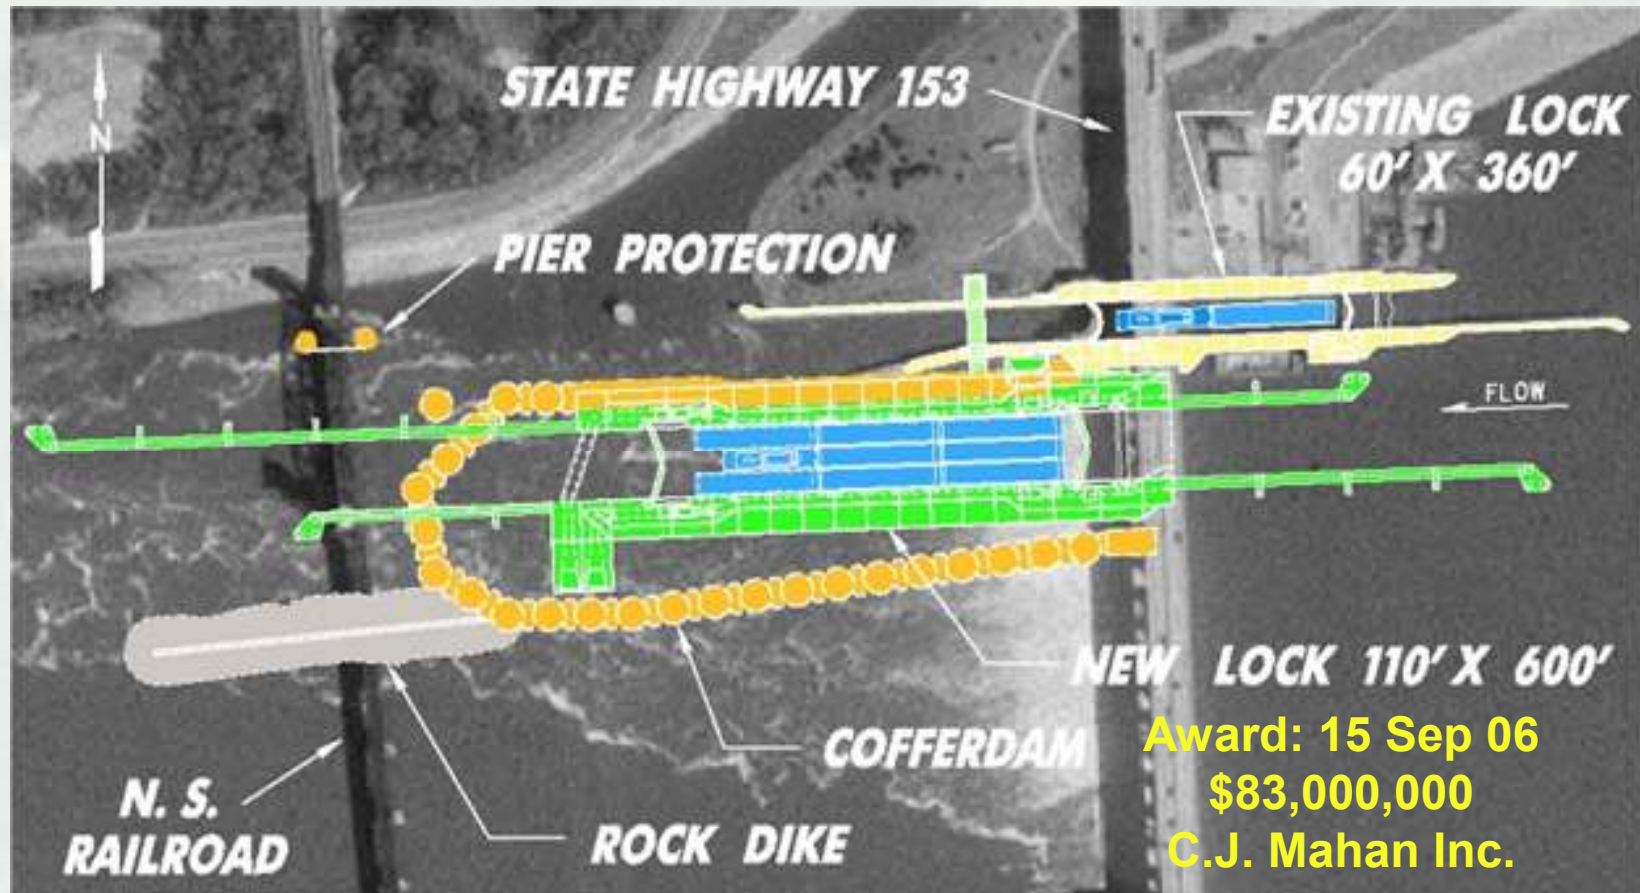 STATE HIGHWAY 153
EXISTING LOCK
60' X 360'
N
PIER PROTECTION
FLOW
NEW LOCK 110' X 600'
COFFERDAM
Award: 15 Sep 06
$83,000,000
C.J. Mahan Inc.
N. S.
RAILROAD
ROCK DIKE